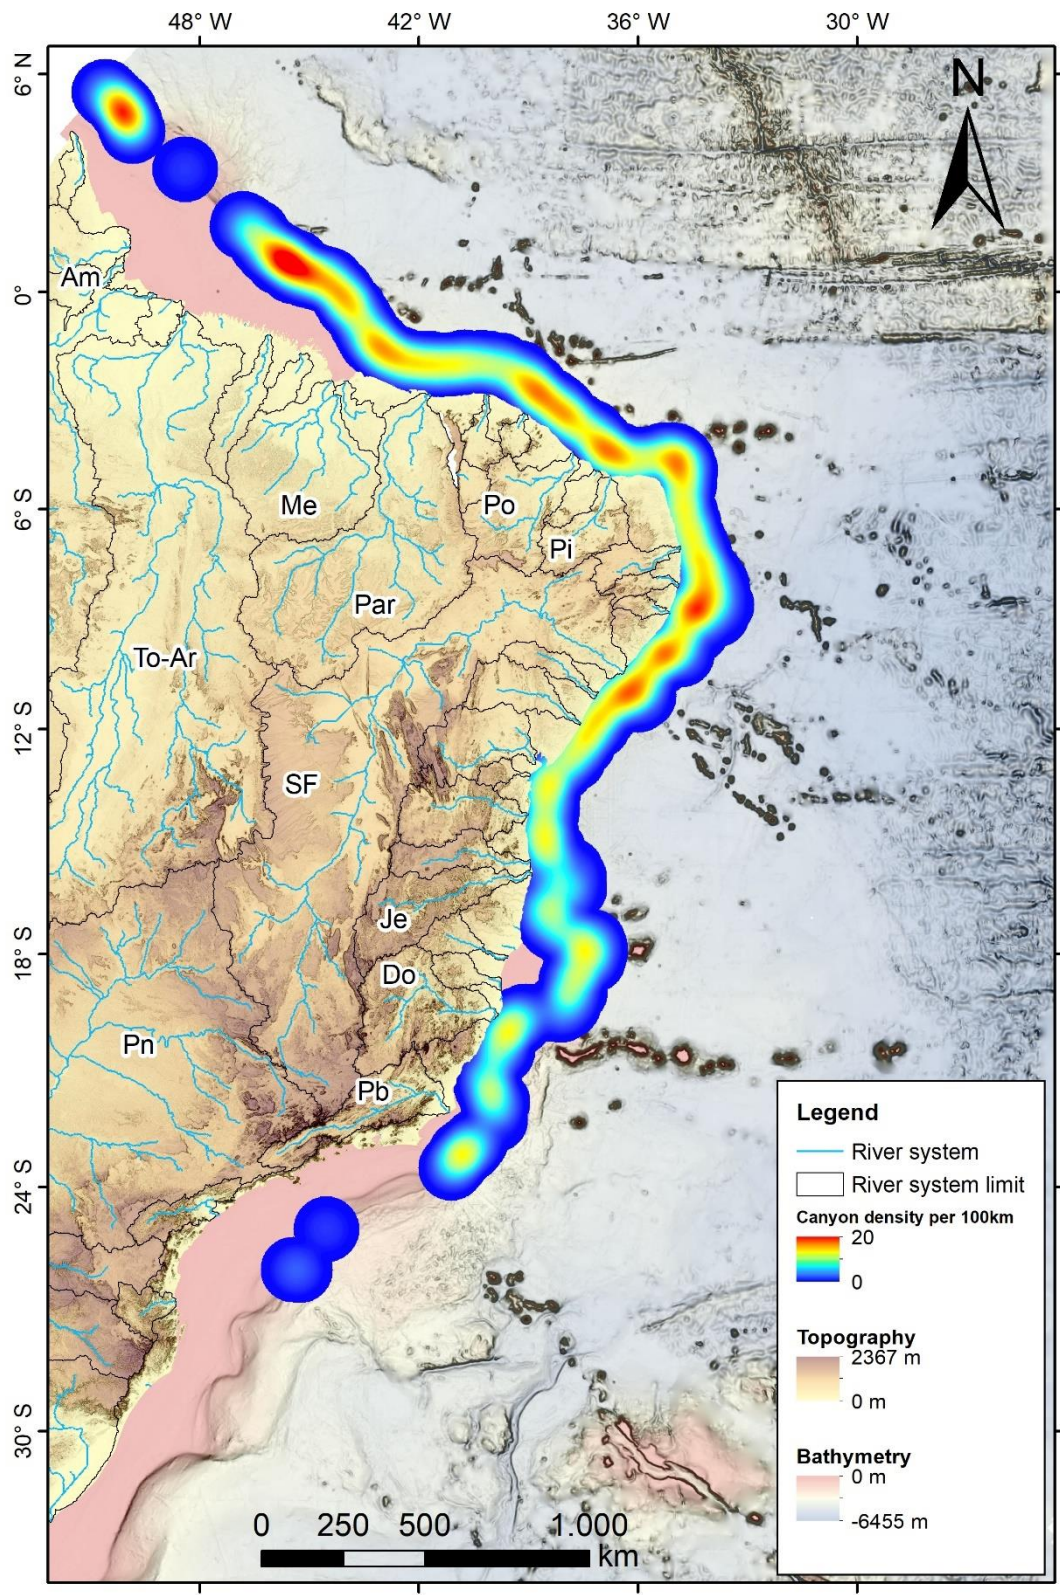 48° W 42° W 36° W 30° W
6° N
N
Am
0°
6° S
Me
Po
Pi
Par
To-Ar
12° S
SF
Je
18° S
Do
Pn
Pb
24° S
30° S
Legend
River system
River system limit
Canyon density per 100km
20
0
Topography
2367 m
0 m
Bathymetry
0 m
-6455 m
0 250 500 1.000
km